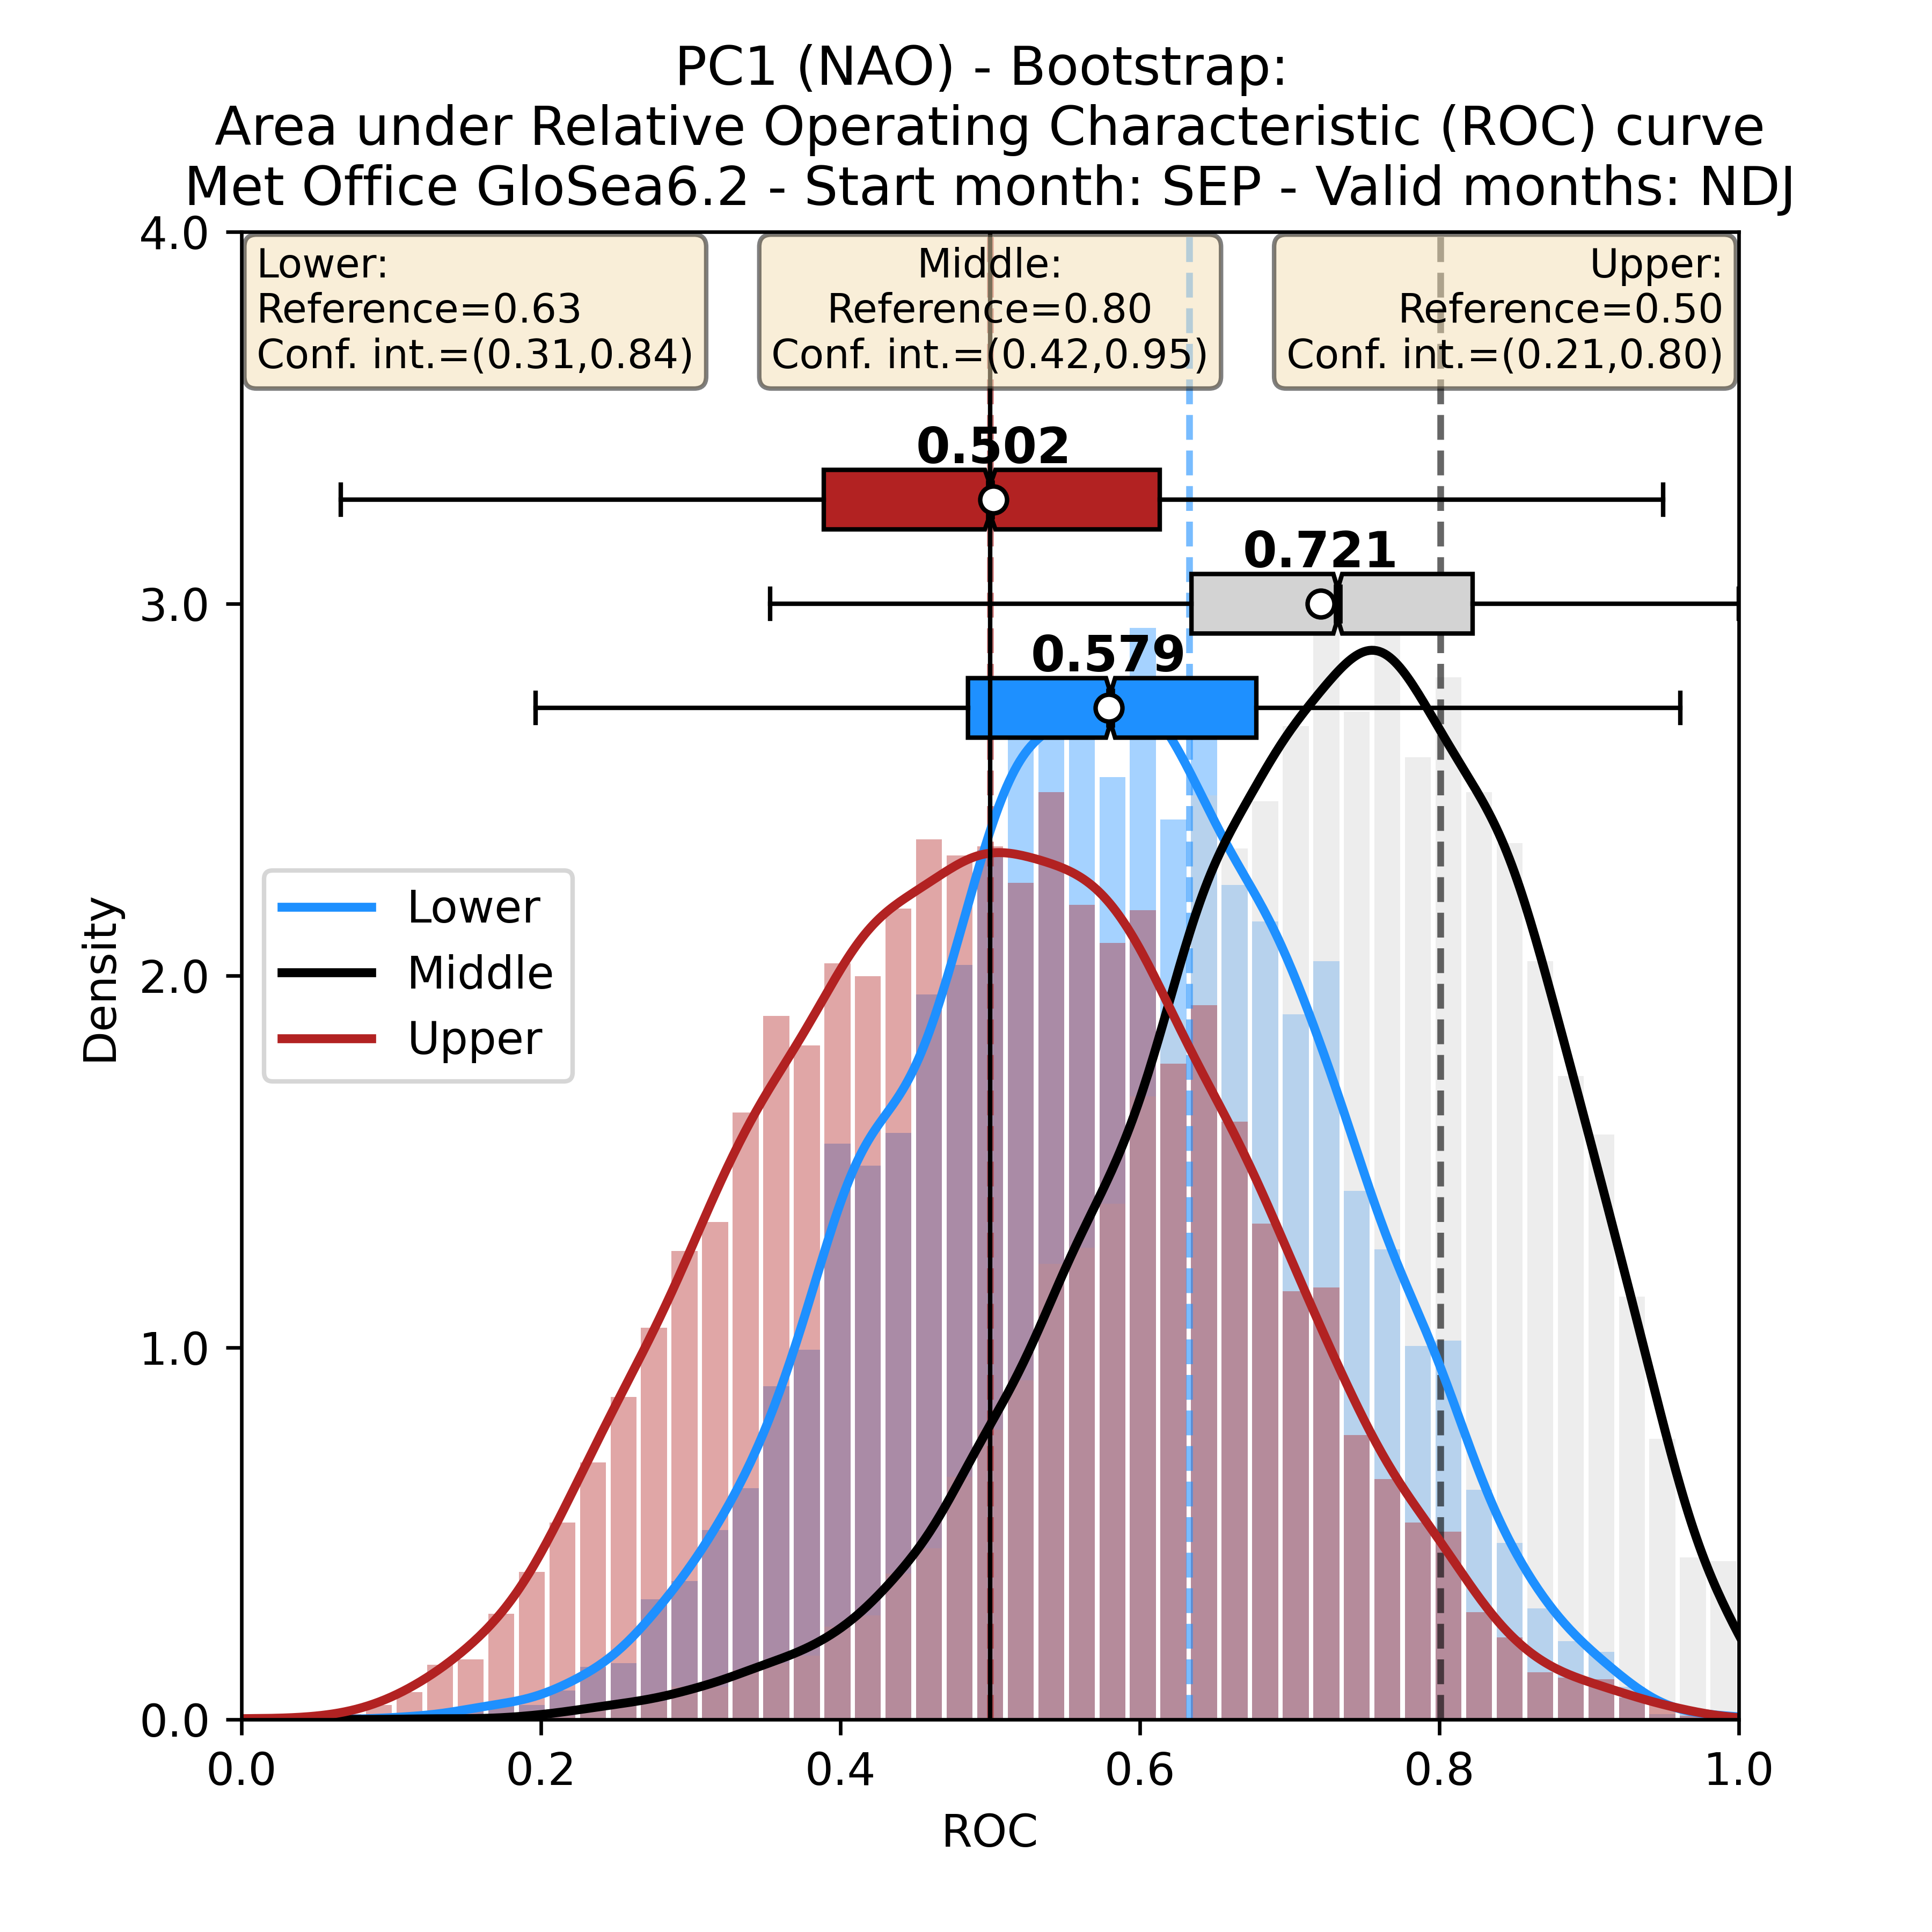 PC1 (NAO) - Bootstrap:
Area under Relative Operating Characteristic (ROC) curve
Met Office GloSea6.2 - Start month: SEP - Valid months: NDJ
Lower:
Reference=0.63
Conf. int.=(0.31,0.84)
Middle:
Reference=0.80
Conf. int.=(0.42,0.95)
Upper:
Reference=0.50
Conf. int.=(0.21,0.80)
0.502
0.721
0.579
Lower
Middle
Upper
Density
4.0
3.0
2.0
1.0
0.0
0.0 0.2 0.4 0.6 0.8 1.0
ROC